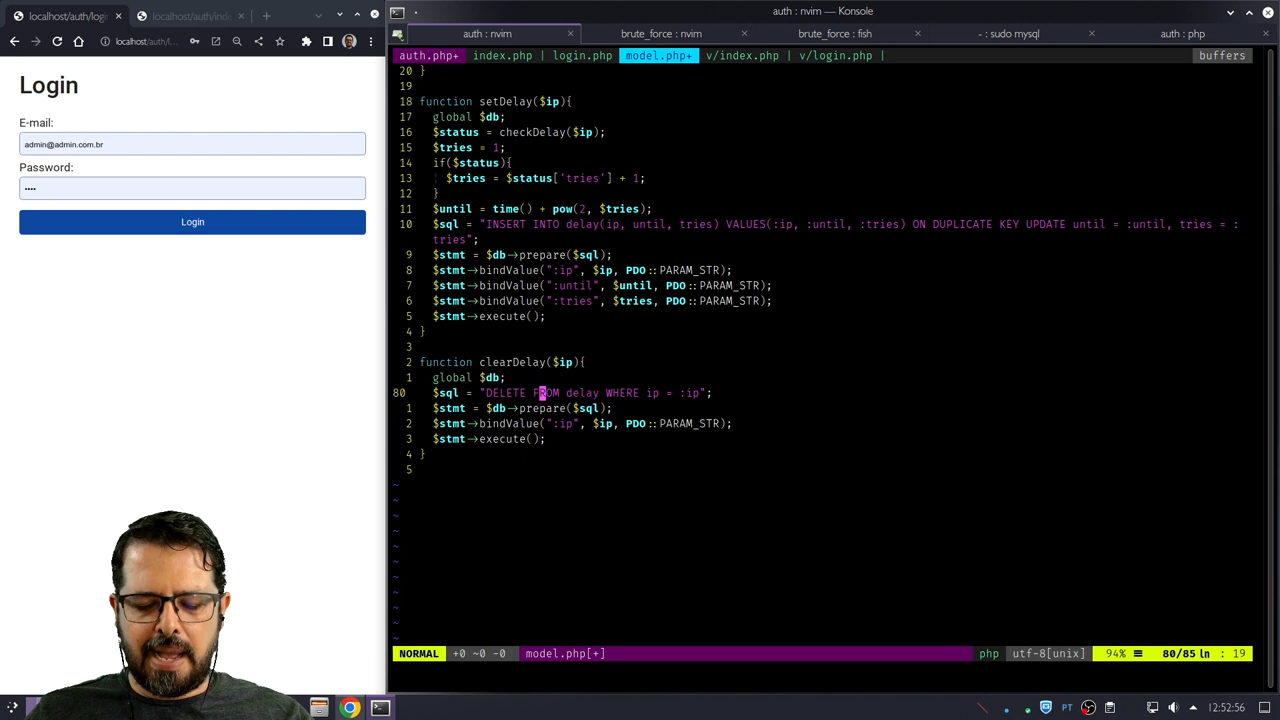 localhost/auth/login
localhost/auth/inde
auth : nvim — Konsole
localhost/auth/l...
auth : nvim
brute_force : nvim
brute_force : fish
- : sudo mysql
auth : php
Login
E-mail:
admin@admin.com.br
Password:
••••
Login
auth.php+ index.php | login.php model.php+ v/index.php | v/login.php | buffers
20 }
19
18 function setDelay($ip){
17 global $db;
16 $status = checkDelay($ip);
15 $tries = 1;
14 if($status){
13 $tries = $status['tries'] + 1;
12 }
11 $until = time() + pow(2, $tries);
10 $sql = "INSERT INTO delay(ip, until, tries) VALUES(:ip, :until, :tries) ON DUPLICATE KEY UPDATE until = :until, tries = :
tries";
9 $stmt = $db→prepare($sql);
8 $stmt→bindValue(":ip", $ip, PDO::PARAM_STR);
7 $stmt→bindValue(":until", $until, PDO::PARAM_STR);
6 $stmt→bindValue(":tries", $tries, PDO::PARAM_STR);
5 $stmt→execute();
4 }
3
2 function clearDelay($ip){
1 global $db;
80 $sql = "DELETE FROM delay WHERE ip = :ip";
1 $stmt = $db→prepare($sql);
2 $stmt→bindValue(":ip", $ip, PDO::PARAM_STR);
3 $stmt→execute();
4 }
5
~
~
~
~
~
~
~
~
~
~
~
NORMAL +0 ~0 -0 model.php[+] php utf-8[unix] 94% ☰ 80/85 ln : 19
PT
12:52:56